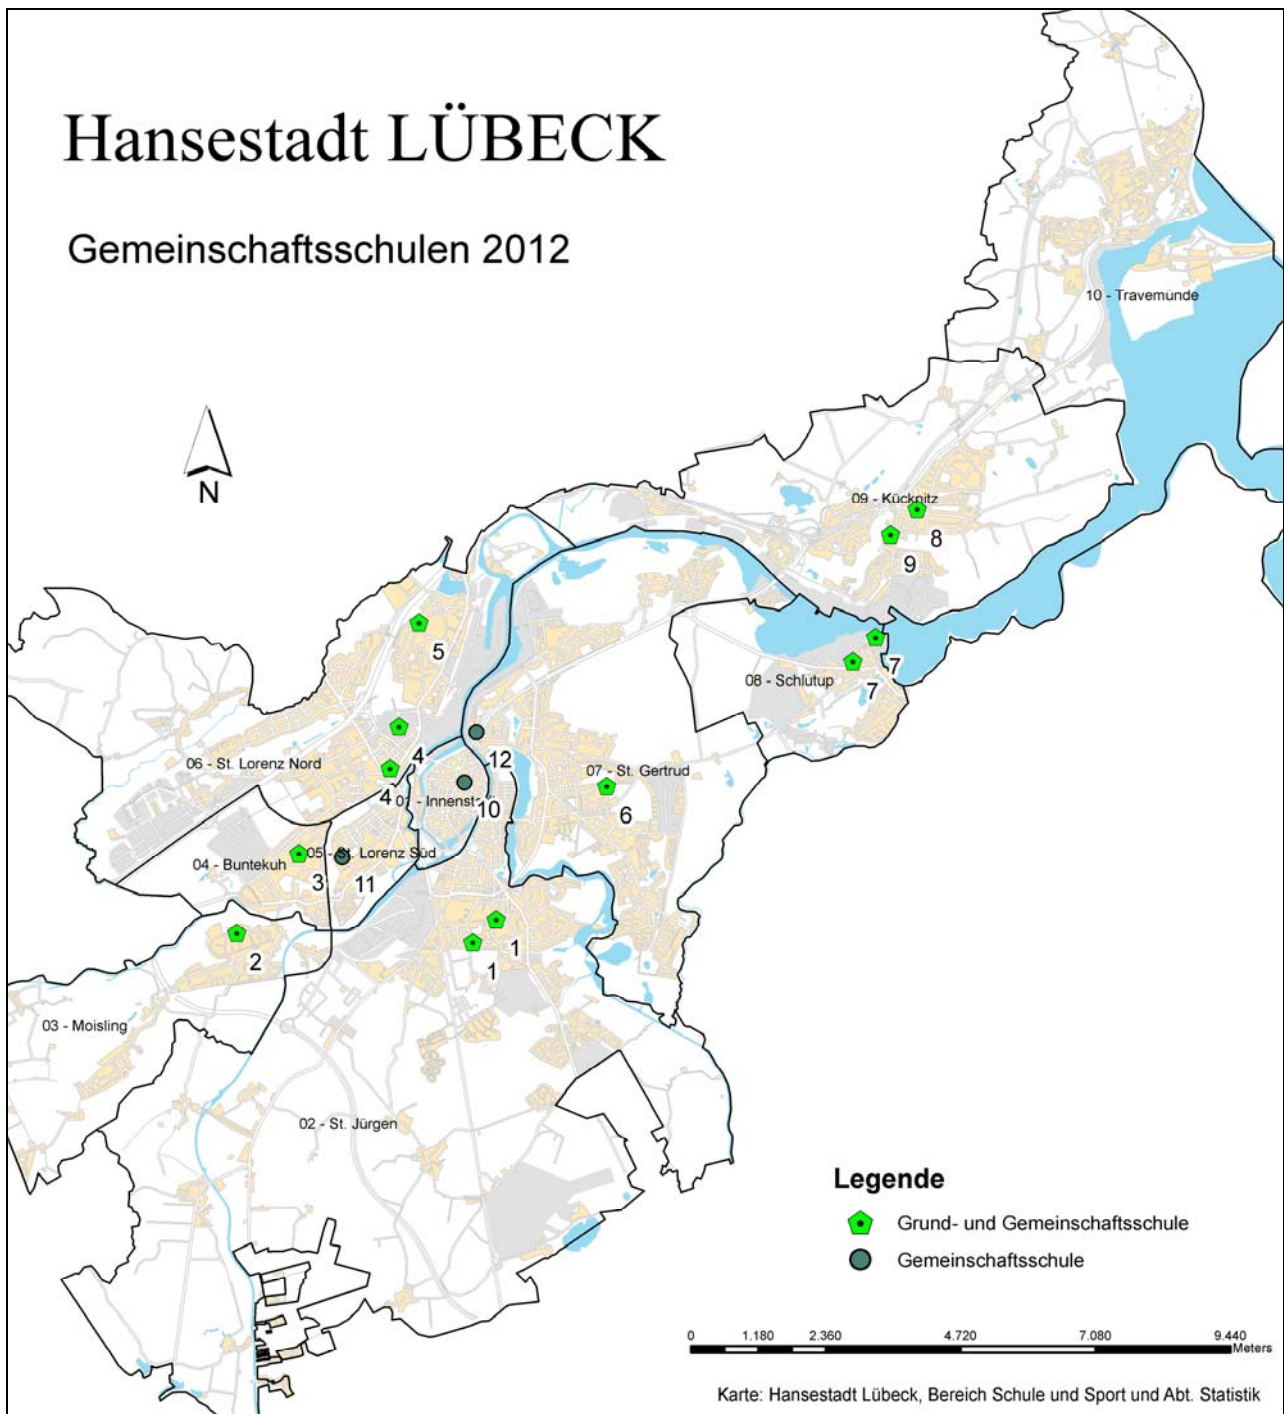 Hansestadt LÜBECK
Gemeinschaftsschulen 2012
10 - Travemünde
N
09 - Kücknitz
8
9
5
7
08 - Schlutup
7
4
12
06 - St. Lorenz Nord
07 - St. Gertrud
4
01 - Innenst
10
6
05 - St. Lorenz Süd
04 - Buntekuh
3
11
1
2
1
03 - Moisling
02 - St. Jürgen
Legende
Grund- und Gemeinschaftsschule
Gemeinschaftsschule
0 1.180 2.360 4.720 7.080 9.440
Meters
Karte: Hansestadt Lübeck, Bereich Schule und Sport und Abt. Statistik